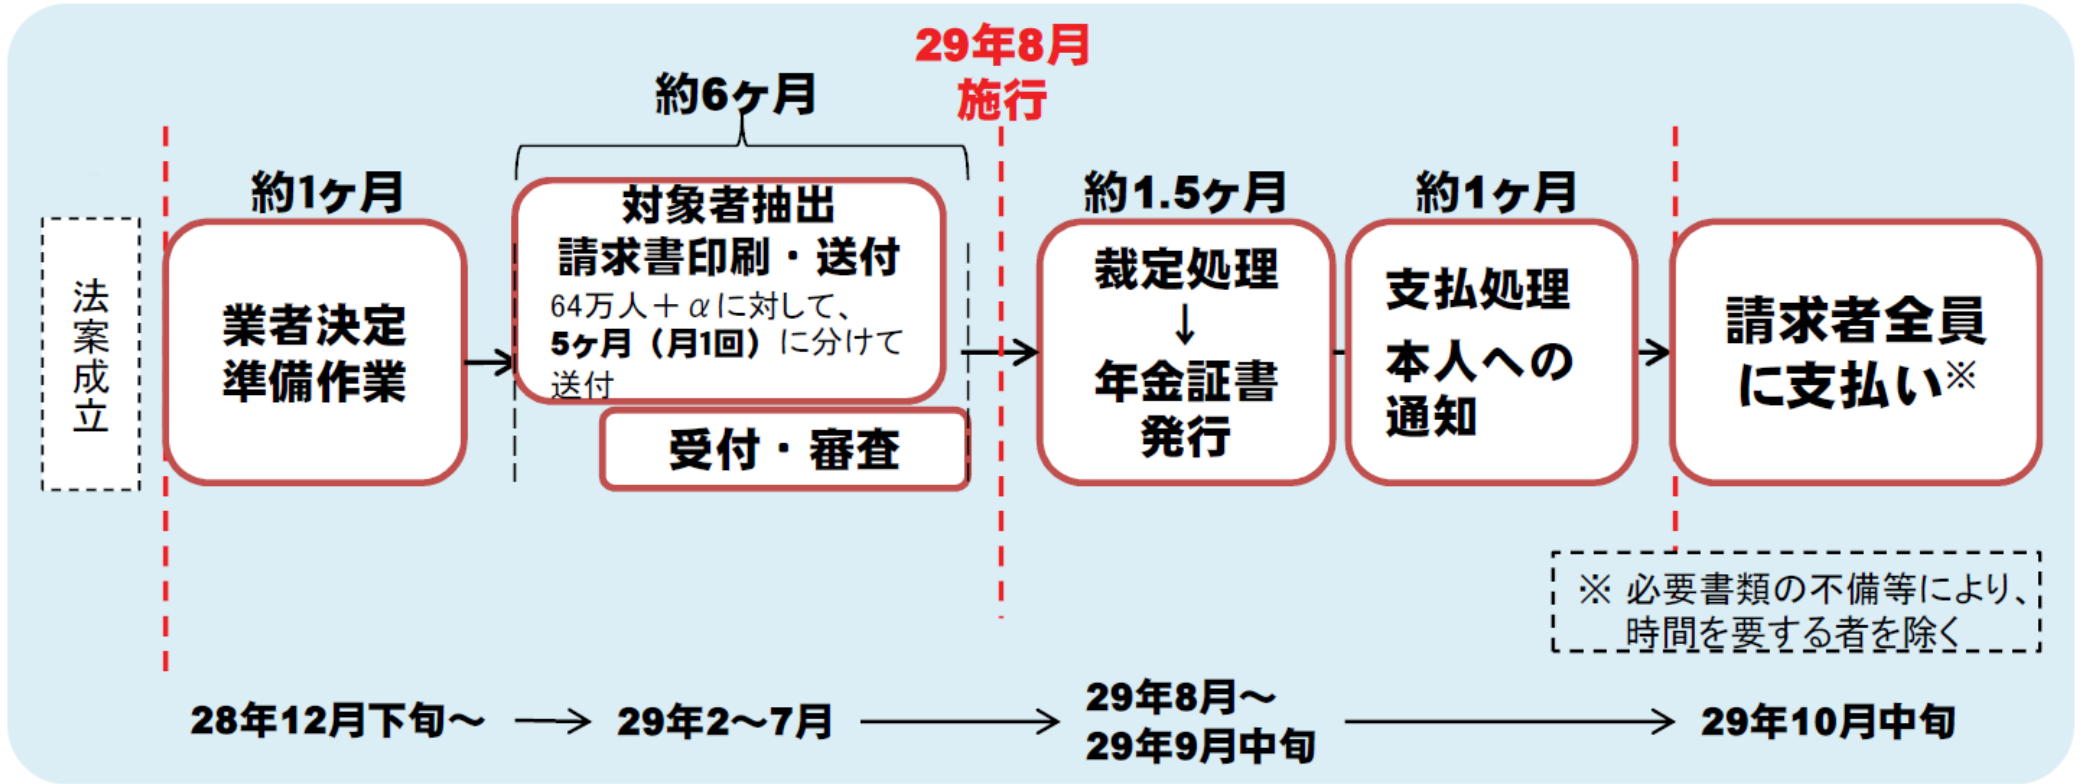 29年8月
施行
約6ヶ月
約1ヶ月
約1.5ヶ月
約1ヶ月
法案成立
業者決定
準備作業
対象者抽出
請求書印刷・送付
64万人+αに対して、
5ヶ月（月1回）に分けて
送付
受付・審査
裁定処理
↓
年金証書
発行
支払処理
本人への
通知
請求者全員
に支払い※
※ 必要書類の不備等により、
時間を要する者を除く
28年12月下旬～
29年2～7月
29年8月～
29年9月中旬
29年10月中旬